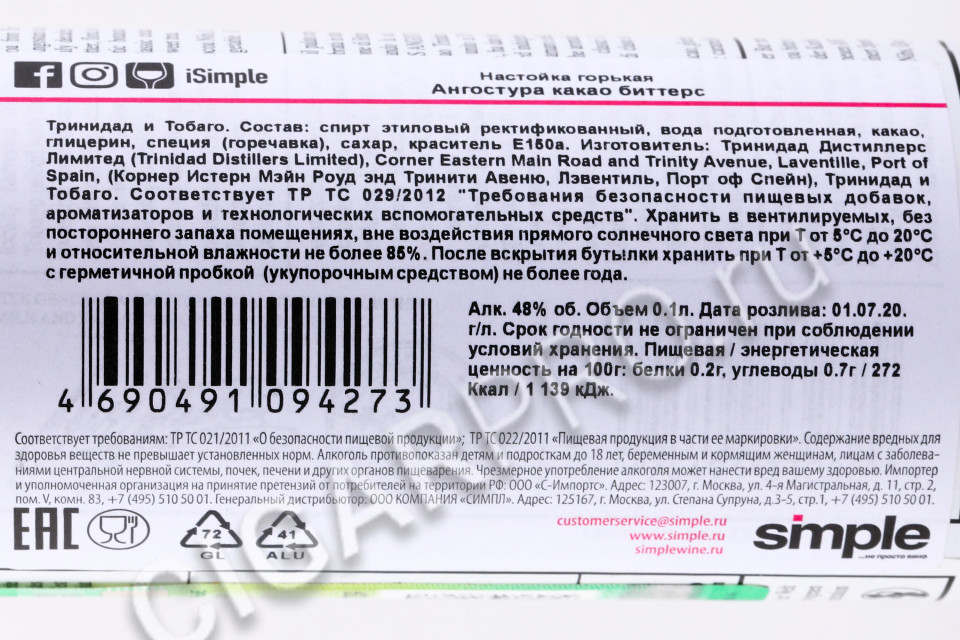 iSimple
Настойка горькая
Ангостура какао биттерс
Тринидад и Тобаго. Состав: спирт этиловый ректификованный, вода подготовленная, какао,
глицерин, специя (горечавка), сахар, краситель Е150а. Изготовитель: Тринидад Дистиллерс
Лимитед (Trinidad Distillers Limited), Corner Eastern Main Road and Trinity Avenue, Laventille, Port of
Spain, (Корнер Истерн Мэйн Роуд энд Тринити Авеню, Лэвентиль, Порт оф Спейн), Тринидад и
Тобаго. Соответствует ТР ТС 029/2012 "Требования безопасности пищевых добавок,
ароматизаторов и технологических вспомогательных средств". Хранить в вентилируемых, без
постороннего запаха помещениях, вне воздействия прямого солнечного света при Т от 5°С до 20°С
и относительной влажности не более 85%. После вскрытия бутылки хранить при Т от +5°С до +20°С
с герметичной пробкой (укупорочным средством) не более года.
Алк. 48% об. Объем 0.1л. Дата розлива: 01.07.20.
г/л. Срок годности не ограничен при соблюдении
условий хранения. Пищевая / энергетическая
ценность на 100г: белки 0.2г, углеводы 0.7г / 272
Ккал / 1 139 кДж.
4 690491 094273
Соответствует требованиям: ТР ТС 021/2011 «О безопасности пищевой продукции»; ТР ТС 022/2011 «Пищевая продукция в части ее маркировки». Содержание вредных для
здоровья веществ не превышает установленных норм. Алкоголь противопоказан детям и подросткам до 18 лет, беременным и кормящим женщинам, лицам с заболева-
ниями центральной нервной системы, почек, печени и других органов пищеварения. Чрезмерное употребление алкоголя может нанести вред вашему здоровью. Импортер
и уполномоченная организация на принятие претензий от потребителей на территории РФ: ООО «С-Импортс». Адрес: 123007, г. Москва, ул. 4-я Магистральная, д. 11, стр. 2,
пом. V, комн. 83, +7 (495) 510 50 01. Генеральный дистрибьютор: ООО КОМПАНИЯ «СИМПЛ». Адрес: 125167, г. Москва, ул. Степана Супруна, д.3-5, стр.1, +7 (495) 510 50 01.
EAC
72
GL
41
ALU
customerservice@simple.ru
www.simple.ru
simplewine.ru
simple
...не просто вино
CIGARPRO.ru